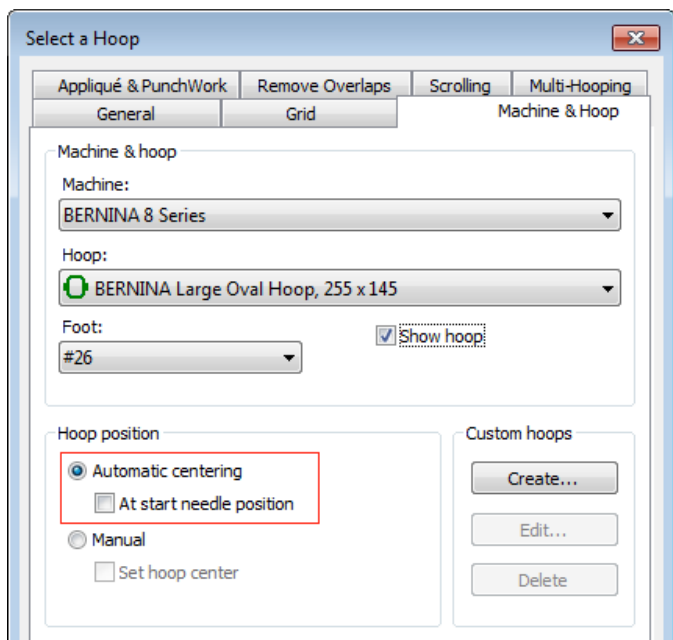 Select a Hoop
Appliqué & PunchWork Remove Overlaps Scrolling Multi-Hooping
General Grid Machine & Hoop
Machine & hoop
Machine:
BERNINA 8 Series
Hoop:
BERNINA Large Oval Hoop, 255 x 145
Foot:
#26
Show hoop
Hoop position
Automatic centering
At start needle position
Manual
Set hoop center
Custom hoops
Create...
Edit...
Delete